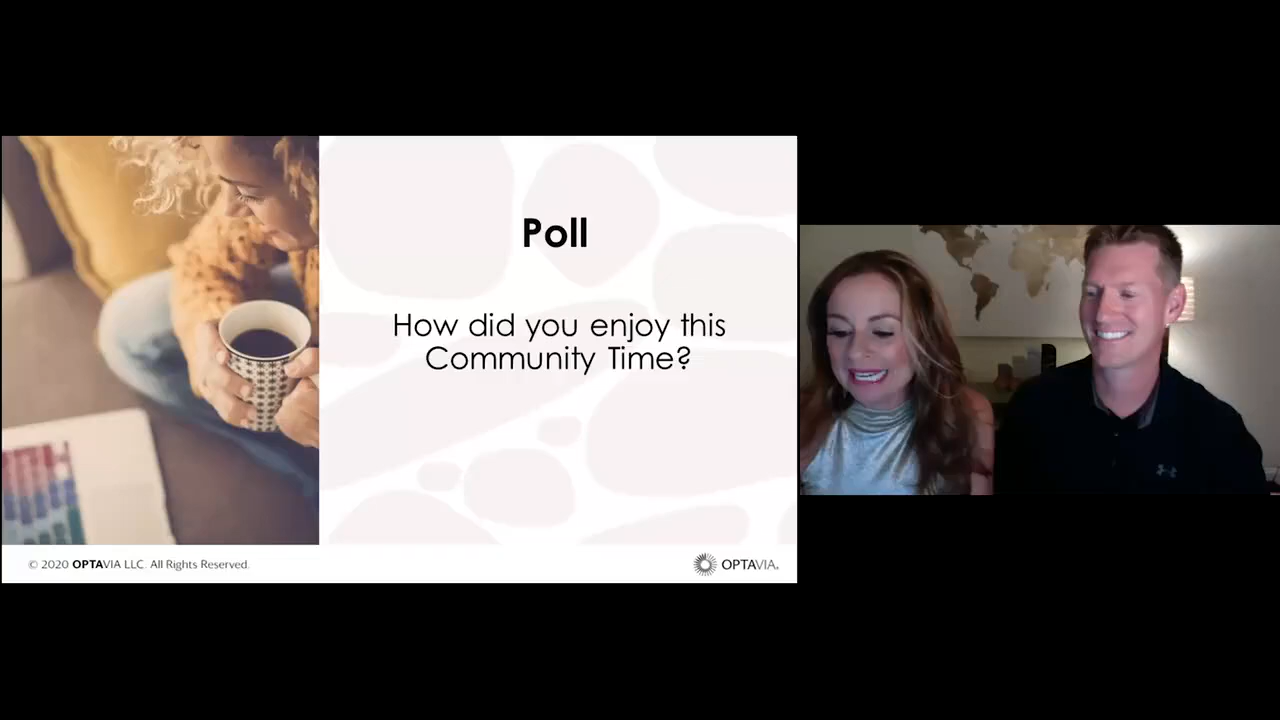 Poll
How did you enjoy this
Community Time?
© 2020 OPTAVIA LLC. All Rights Reserved.
OPTAVIA®